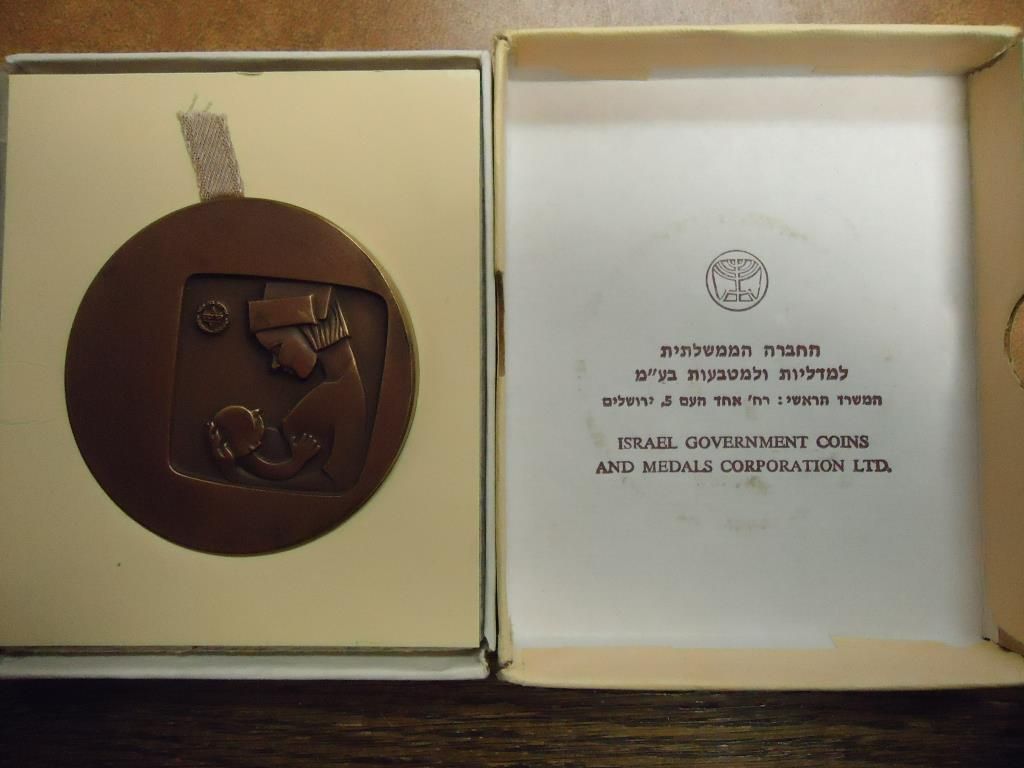 החברה הממשלתית
למדליות ולמטבעות בע"מ
המשרד הראשי: רח' אחד העם 5, ירושלים
ISRAEL GOVERNMENT COINS
AND MEDALS CORPORATION LTD.